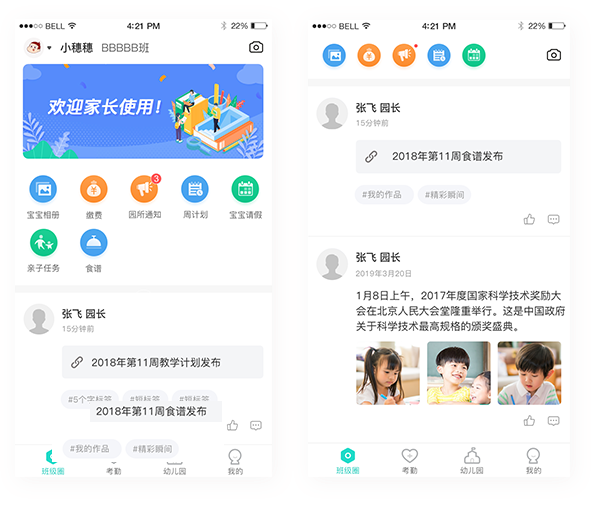 BELL
4:21 PM
22%
小穗穗 BBBBB班
欢迎家长使用！
3
宝宝相册 缴费 园所通知 周计划 宝宝请假
亲子任务 食谱
张飞 园长
15分钟前
2018年第11周教学计划发布
#5个字标签 #短标签 #短标签
2018年第11周食谱发布
#我的作品 #精彩瞬间
班级圈 考勤 幼儿园 我的
BELL
4:21 PM
22%
张飞 园长
15分钟前
2018年第11周食谱发布
#我的作品 #精彩瞬间
张飞 园长
2019年3月20日
1月8日上午，2017年度国家科学技术奖励大
会在北京人民大会堂隆重举行。这是中国政府
关于科学技术最高规格的颁奖盛典。
班级圈 考勤 幼儿园 我的